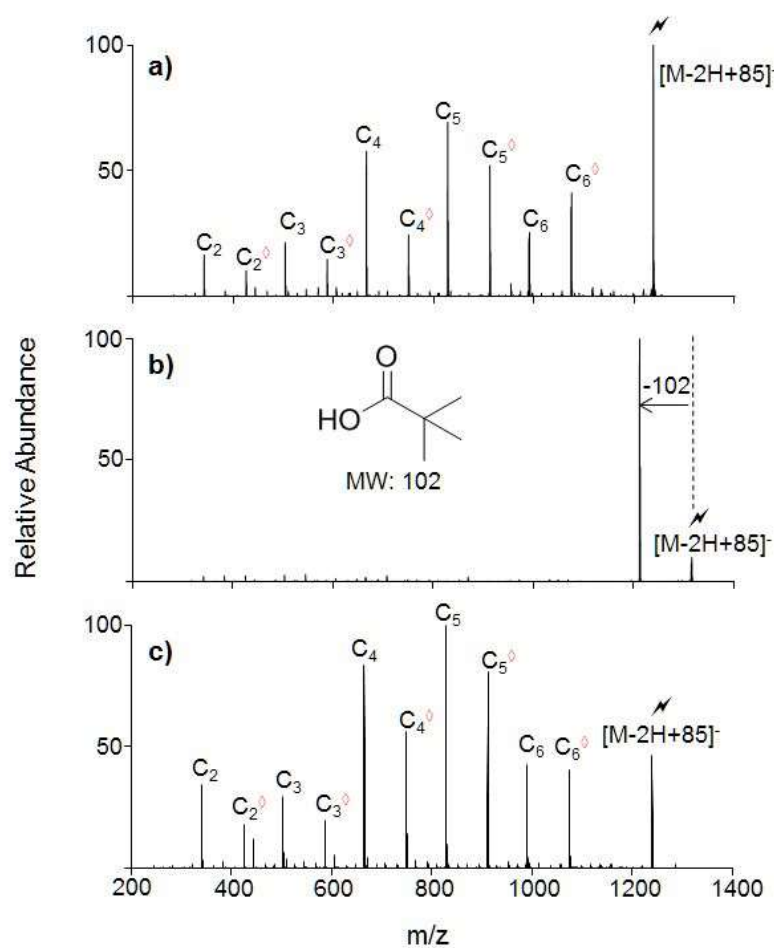 a)
100
50
C2
C2◊
C3
C3◊
C4
C4◊
C5
C5◊
C6
C6◊
[M-2H+85]-
b)
100
50
O
HO
MW: 102
-102
[M-2H+85]-
Relative Abundance
c)
100
50
C2
C2◊
C3
C3◊
C4
C4◊
C5
C5◊
C6
C6◊
[M-2H+85]-
200 400 600 800 1000 1200 1400
m/z